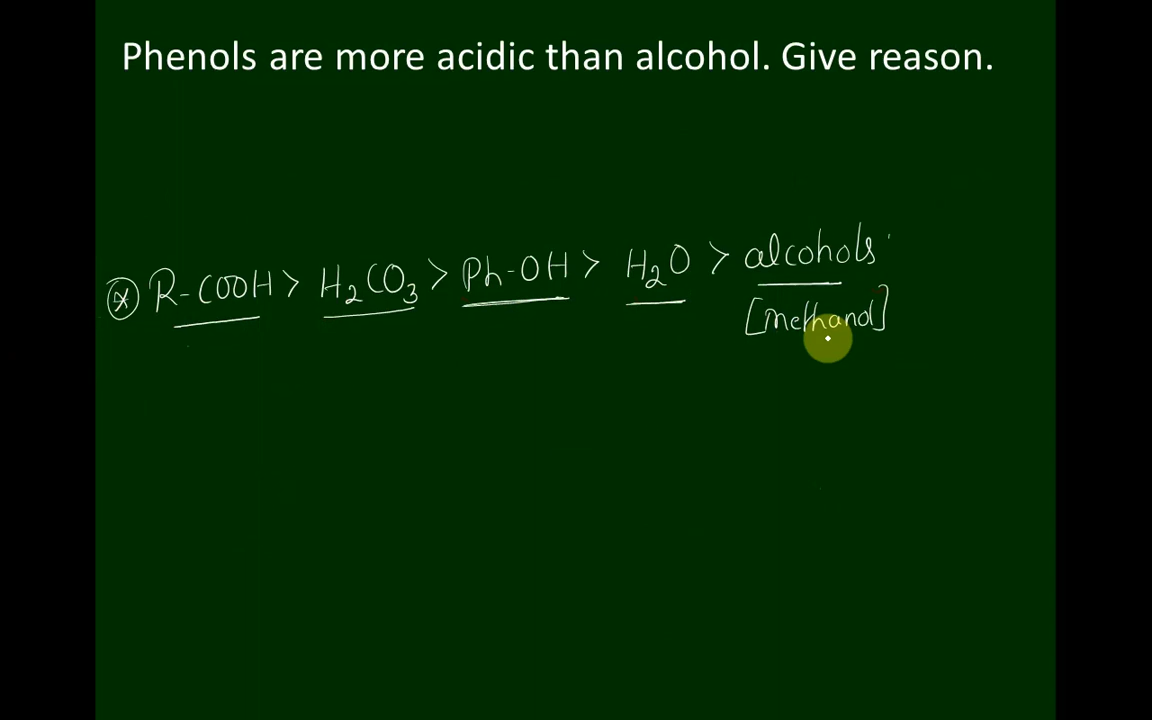 Phenols are more acidic than alcohol. Give reason.
⊛ R-COOH > H₂CO₃ > Ph-OH > H₂O > alcohols
[methanol]